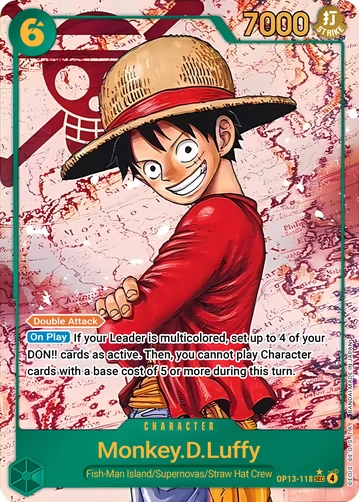 6
7000
打
STRIKE
Double Attack
On Play If your Leader is multicolored, set up to 4 of your
DON!! cards as active. Then, you cannot play Character
cards with a base cost of 5 or more during this turn.
CHARACTER
Monkey.D.Luffy
Fish-Man Island/Supernovas/Straw Hat Crew
OP13-118 SEC 4